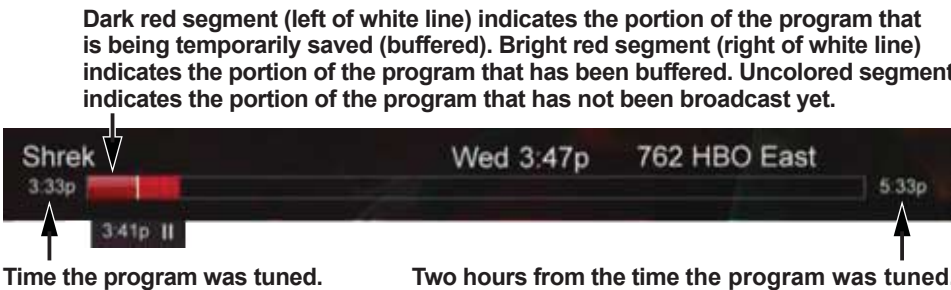 Dark red segment (left of white line) indicates the portion of the program that
is being temporarily saved (buffered). Bright red segment (right of white line)
indicates the portion of the program that has been buffered. Uncolored segment
indicates the portion of the program that has not been broadcast yet.
Shrek Wed 3:47p 762 HBO East
3:33p 5:33p
3:41p
Time the program was tuned. Two hours from the time the program was tuned